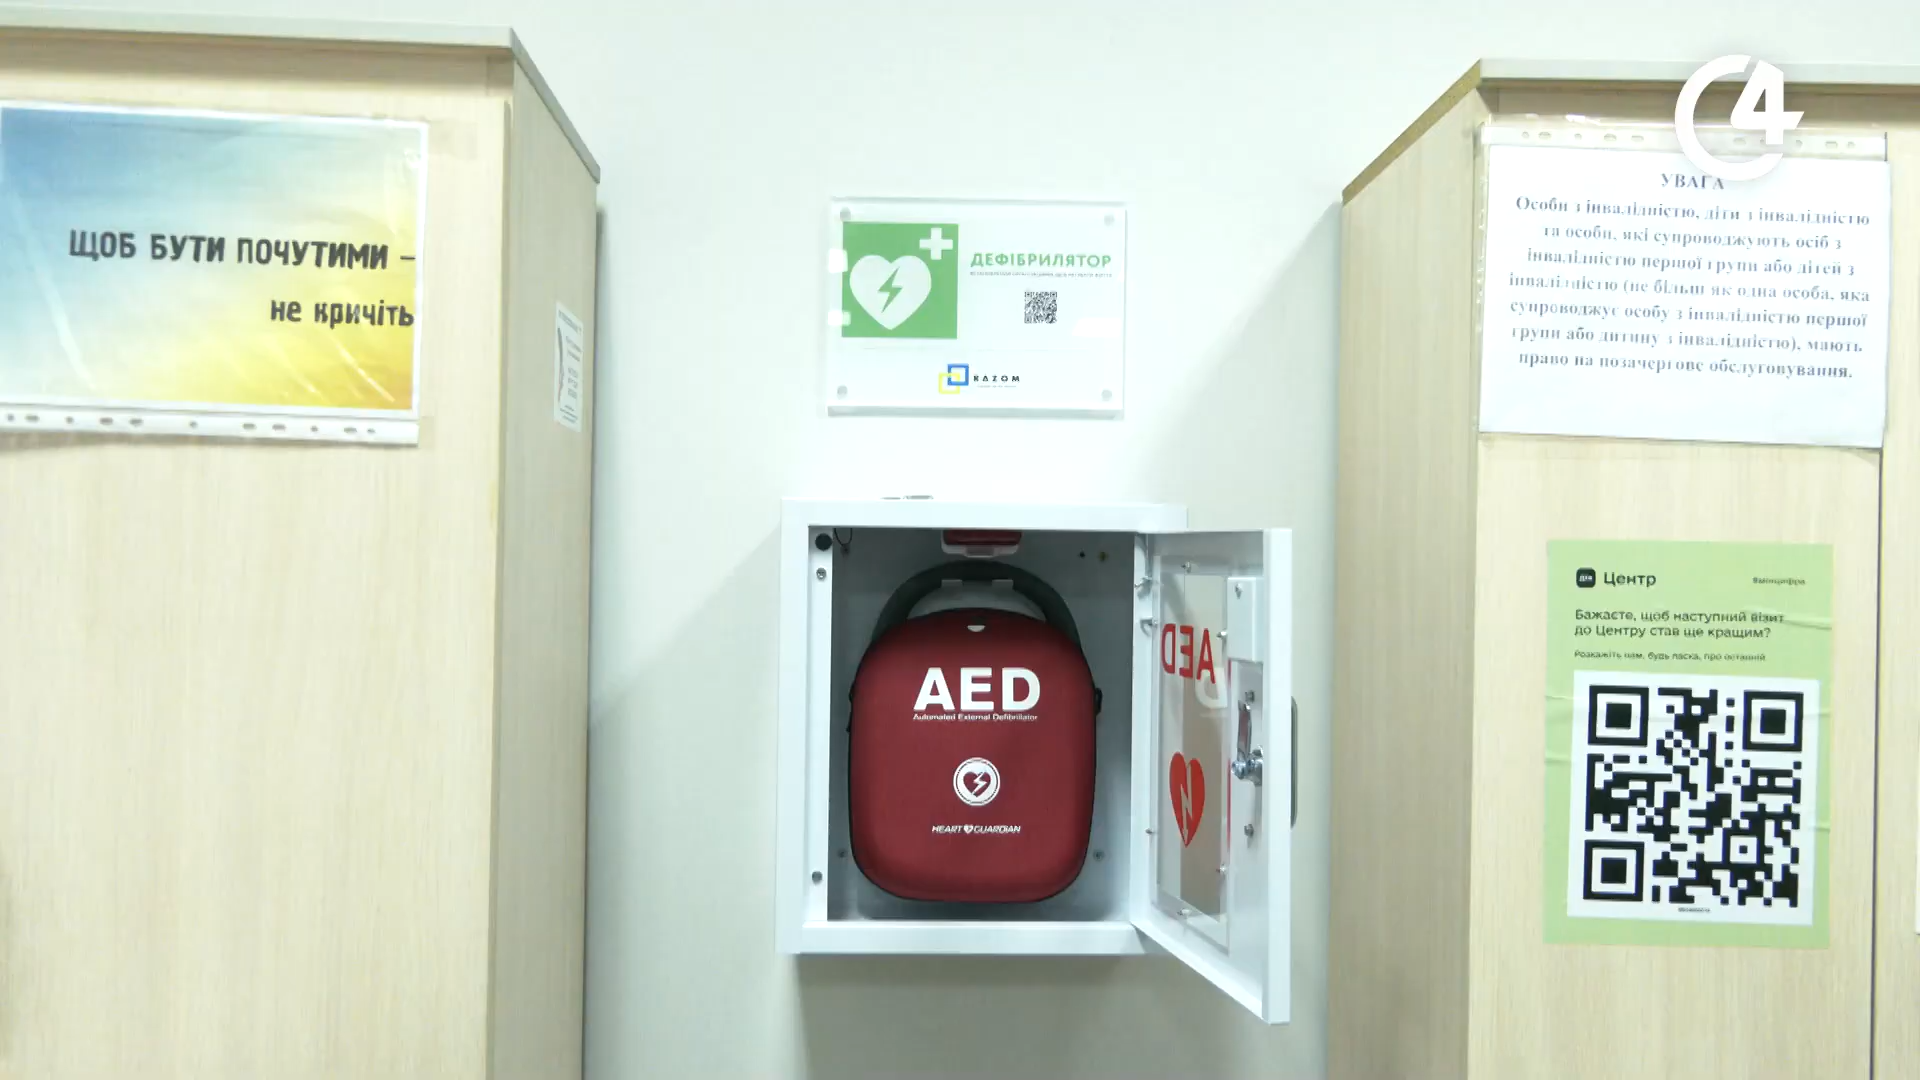 ЩОБ БУТИ ПОЧУТИМИ –
не кричіть
ДЕФІБРИЛЯТОР
RAZOM
AED
Automated External Defibrillator
HEART GUARDIAN
AED
4
УВАГА
Особи з інвалідністю, діти з інвалідністю
та особи, які супроводжують осіб з
інвалідністю першої групи або дітей з
інвалідністю (не більш як одна особа, яка
супроводжує особу з інвалідністю першої
групи або дитину з інвалідністю), мають
право на позачергове обслуговування.
Дія Центр
#мінцифра
Бажаєте, щоб наступний візит
до Центру став ще кращим?
Розкажіть нам, будь ласка, про останній